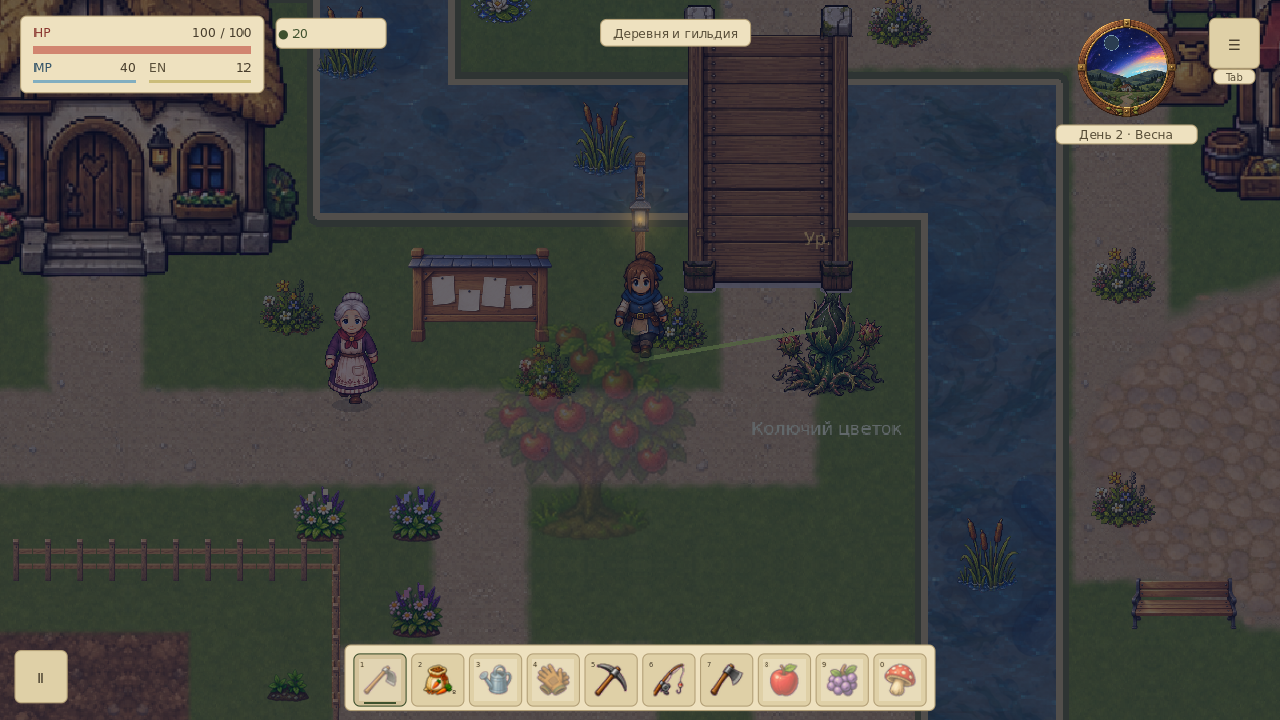 HP 100 / 100
MP 40 EN 12
20
Деревня и гильдия
☰
Tab
День 2 · Весна
Ур.
Колючий цветок
II
1 2 3 4 5 6 7 8 9 0